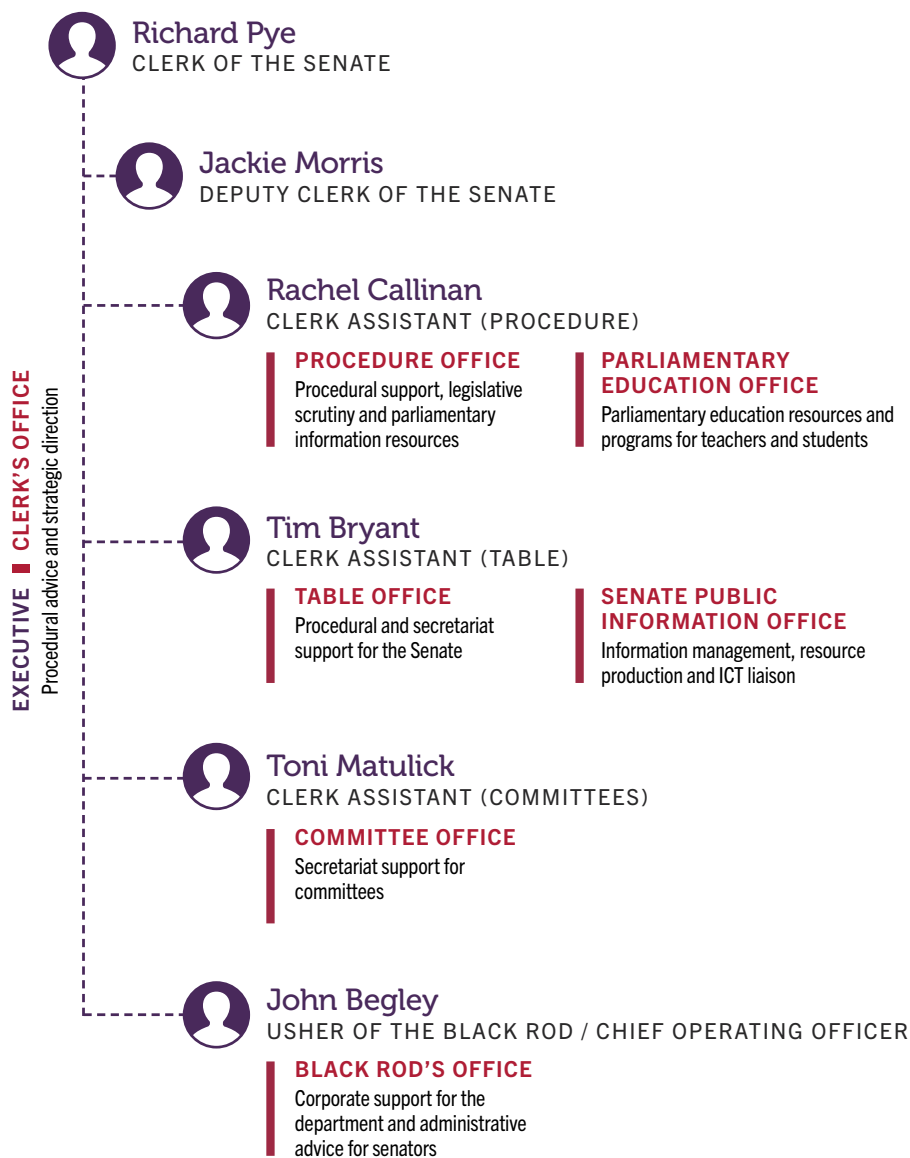 Richard Pye
CLERK OF THE SENATE
Jackie Morris
DEPUTY CLERK OF THE SENATE
Rachel Callinan
CLERK ASSISTANT (PROCEDURE)
PROCEDURE OFFICE
Procedural support, legislative
scrutiny and parliamentary
information resources
PARLIAMENTARY
EDUCATION OFFICE
Parliamentary education resources and
programs for teachers and students
EXECUTIVE CLERK'S OFFICE
Procedural advice and strategic direction
Tim Bryant
CLERK ASSISTANT (TABLE)
TABLE OFFICE
Procedural and secretariat
support for the Senate
SENATE PUBLIC
INFORMATION OFFICE
Information management, resource
production and ICT liaison
Toni Matulick
CLERK ASSISTANT (COMMITTEES)
COMMITTEE OFFICE
Secretariat support for
committees
John Begley
USHER OF THE BLACK ROD / CHIEF OPERATING OFFICER
BLACK ROD'S OFFICE
Corporate support for the
department and administrative
advice for senators